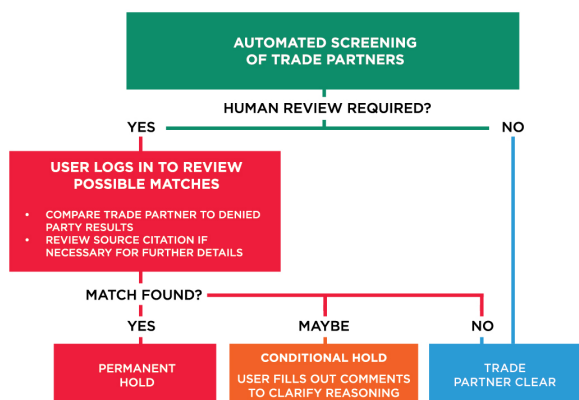 AUTOMATED SCREENING
OF TRADE PARTNERS
HUMAN REVIEW REQUIRED?
YES
NO
USER LOGS IN TO REVIEW
POSSIBLE MATCHES
• COMPARE TRADE PARTNER TO DENIED
PARTY RESULTS
• REVIEW SOURCE CITATION IF
NECESSARY FOR FURTHER DETAILS
MATCH FOUND?
YES
MAYBE
NO
PERMANENT
HOLD
CONDITIONAL HOLD
USER FILLS OUT COMMENTS
TO CLARIFY REASONING
TRADE
PARTNER CLEAR